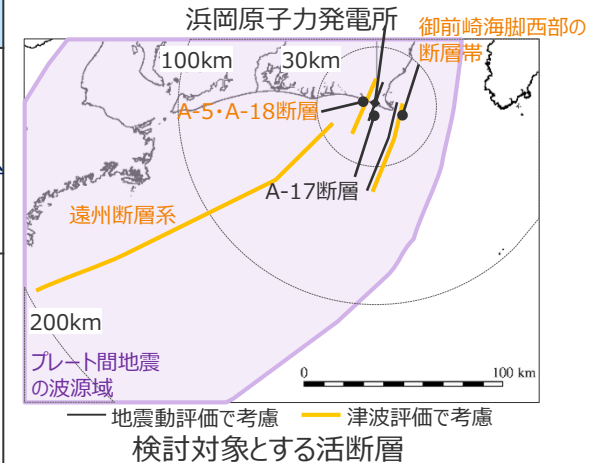 浜岡原子力発電所
御前崎海脚西部の
断層帯
100km
30km
A-5・A-18断層
A-17断層
遠州断層系
200km
プレート間地震
の波源域
0
100 km
地震動評価で考慮
津波評価で考慮
検討対象とする活断層